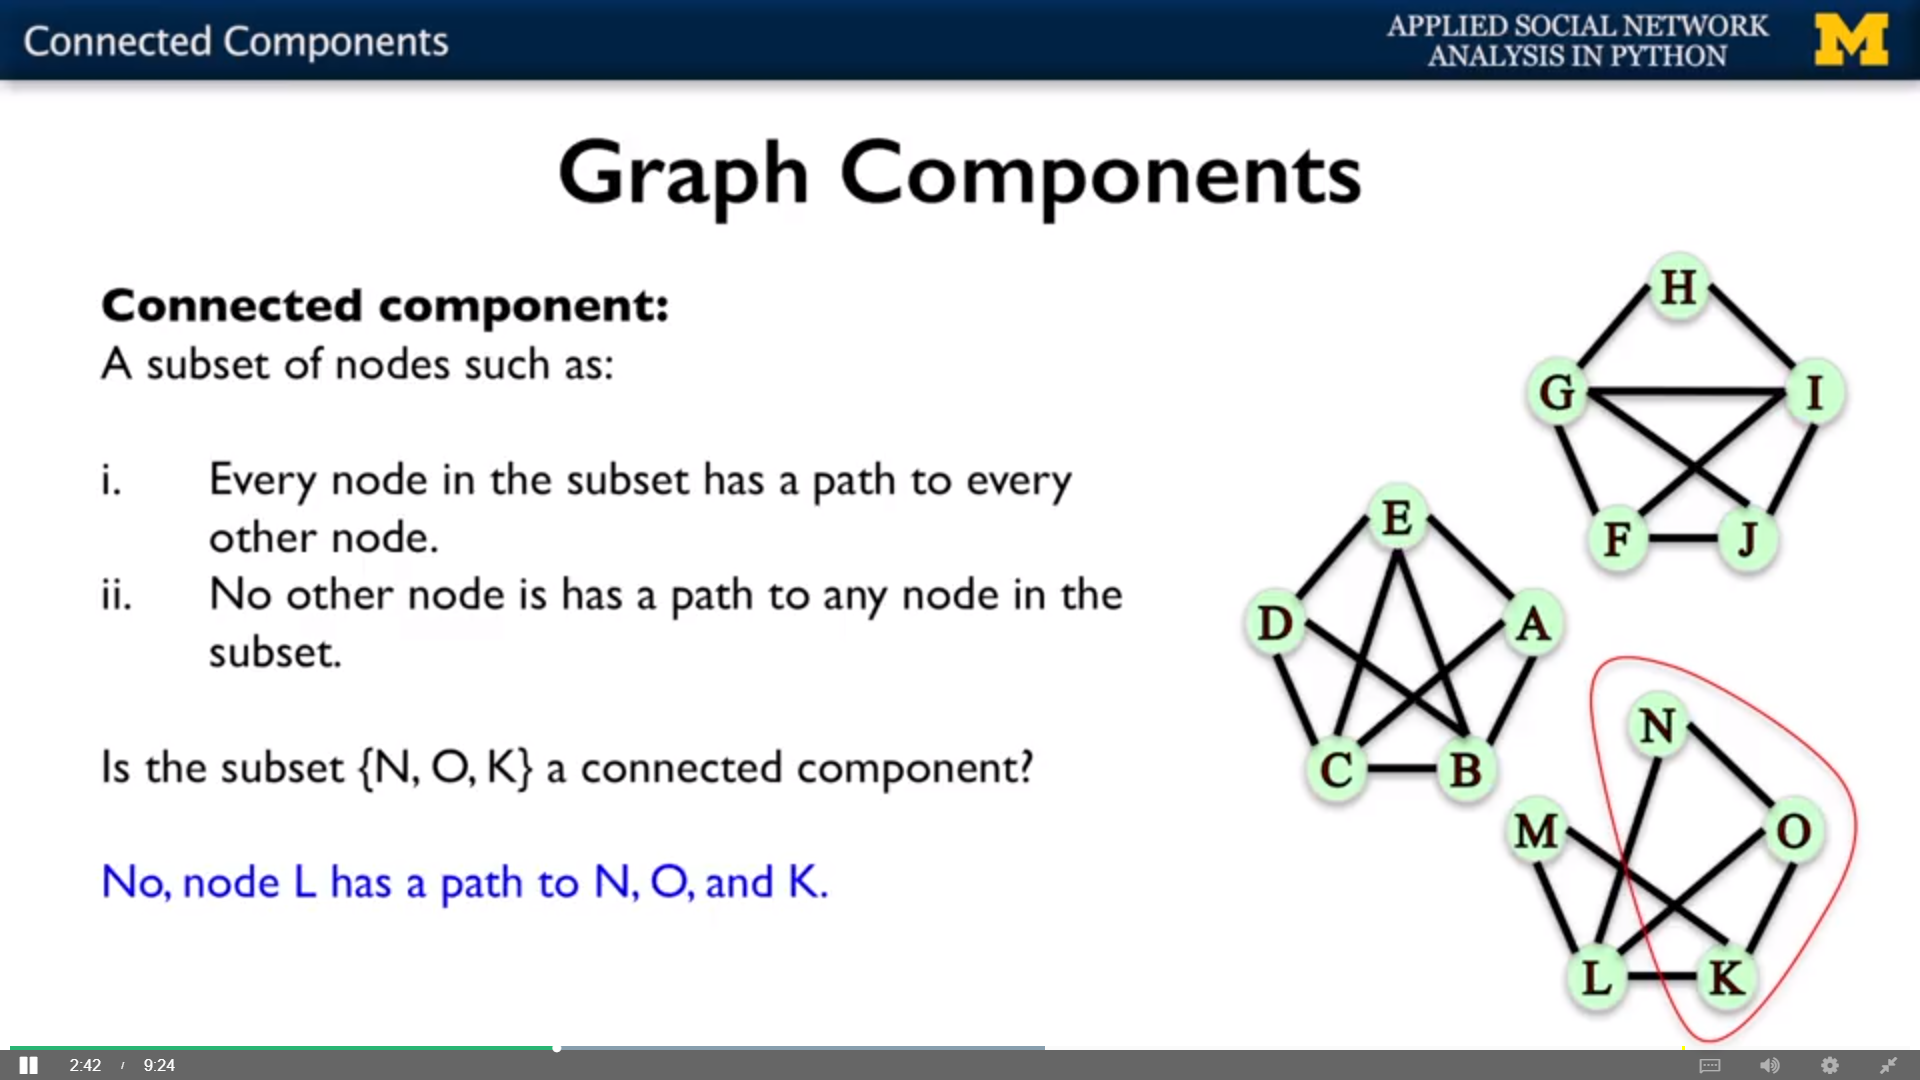 Connected Components
APPLIED SOCIAL NETWORK
ANALYSIS IN PYTHON
M
Graph Components
Connected component:
A subset of nodes such as:
i. Every node in the subset has a path to every
other node.
ii. No other node is has a path to any node in the
subset.
Is the subset {N, O, K} a connected component?
No, node L has a path to N, O, and K.
H
G I
F J
E
D A
C B
N
M O
L K
2:42 / 9:24